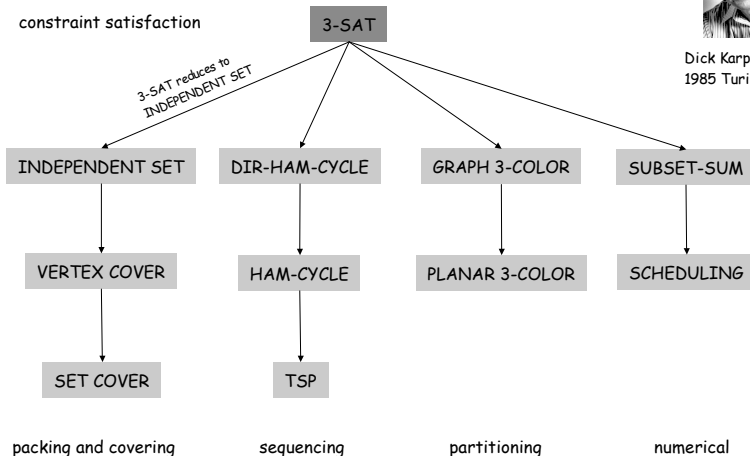 constraint satisfaction
3-SAT
Dick Karp
1985 Turi
3-SAT reduces to
INDEPENDENT SET
INDEPENDENT SET
DIR-HAM-CYCLE
GRAPH 3-COLOR
SUBSET-SUM
VERTEX COVER
HAM-CYCLE
PLANAR 3-COLOR
SCHEDULING
SET COVER
TSP
packing and covering
sequencing
partitioning
numerical